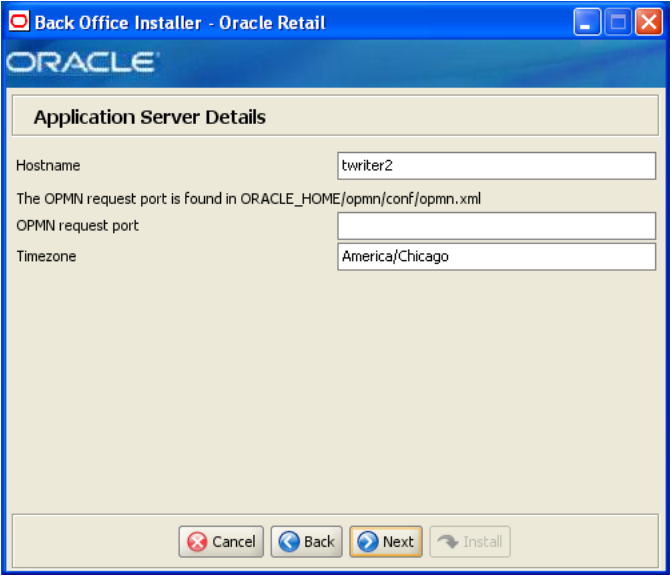 Back Office Installer - Oracle Retail
ORACLE
Application Server Details
Hostname twriter2
The OPMN request port is found in ORACLE_HOME/opmn/conf/opmn.xml
OPMN request port
Timezone America/Chicago
Cancel Back Next Install